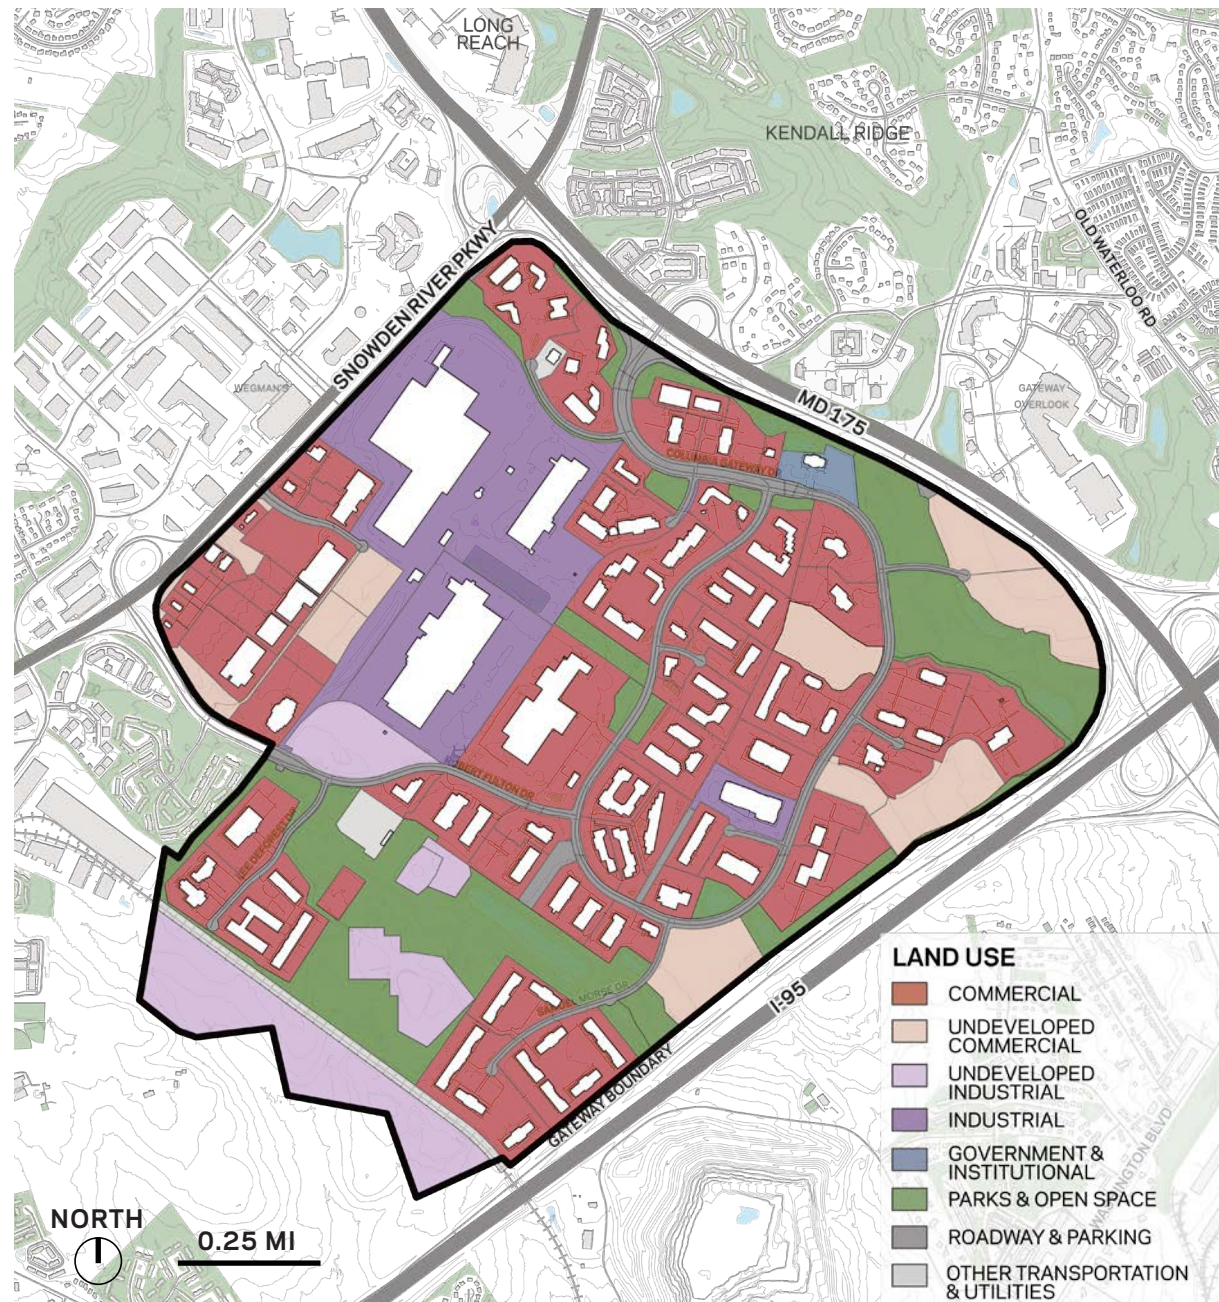 LONG
REACH
KENDALL RIDGE
OLD WATERLOO RD
SNOWDEN RIVER PKWY
WEGMAN'S
MD 175
GATEWAY
OVERLOOK
COLUMBIA GATEWAY DR
ROBERT FULTON DR
LEE DEFOREST DR
SAMUEL MORSE DR
I-95
GATEWAY BOUNDARY
WASHINGTON BLVD
LAND USE
COMMERCIAL
UNDEVELOPED
COMMERCIAL
UNDEVELOPED
INDUSTRIAL
INDUSTRIAL
GOVERNMENT &
INSTITUTIONAL
PARKS & OPEN SPACE
ROADWAY & PARKING
OTHER TRANSPORTATION
& UTILITIES
NORTH
0.25 MI